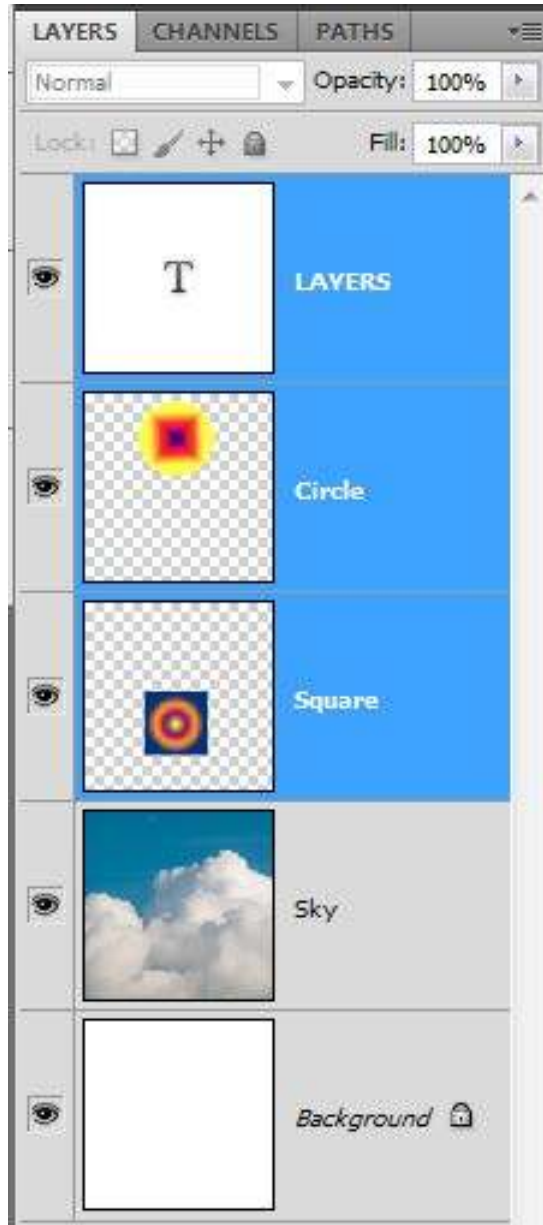 LAYERS CHANNELS PATHS
Normal Opacity: 100%
Lock: Fill: 100%
T LAYERS
Circle
Square
Sky
Background